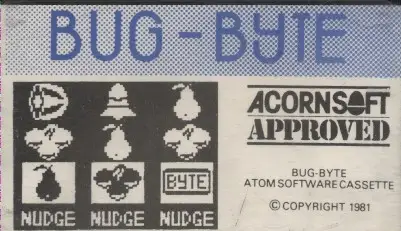 BUG-BYTE
ACORNSOFT
APPROVED
BYTE
BUG-BYTE
ATOM SOFTWARE CASSETTE
© COPYRIGHT 1981
NUDGE NUDGE NUDGE